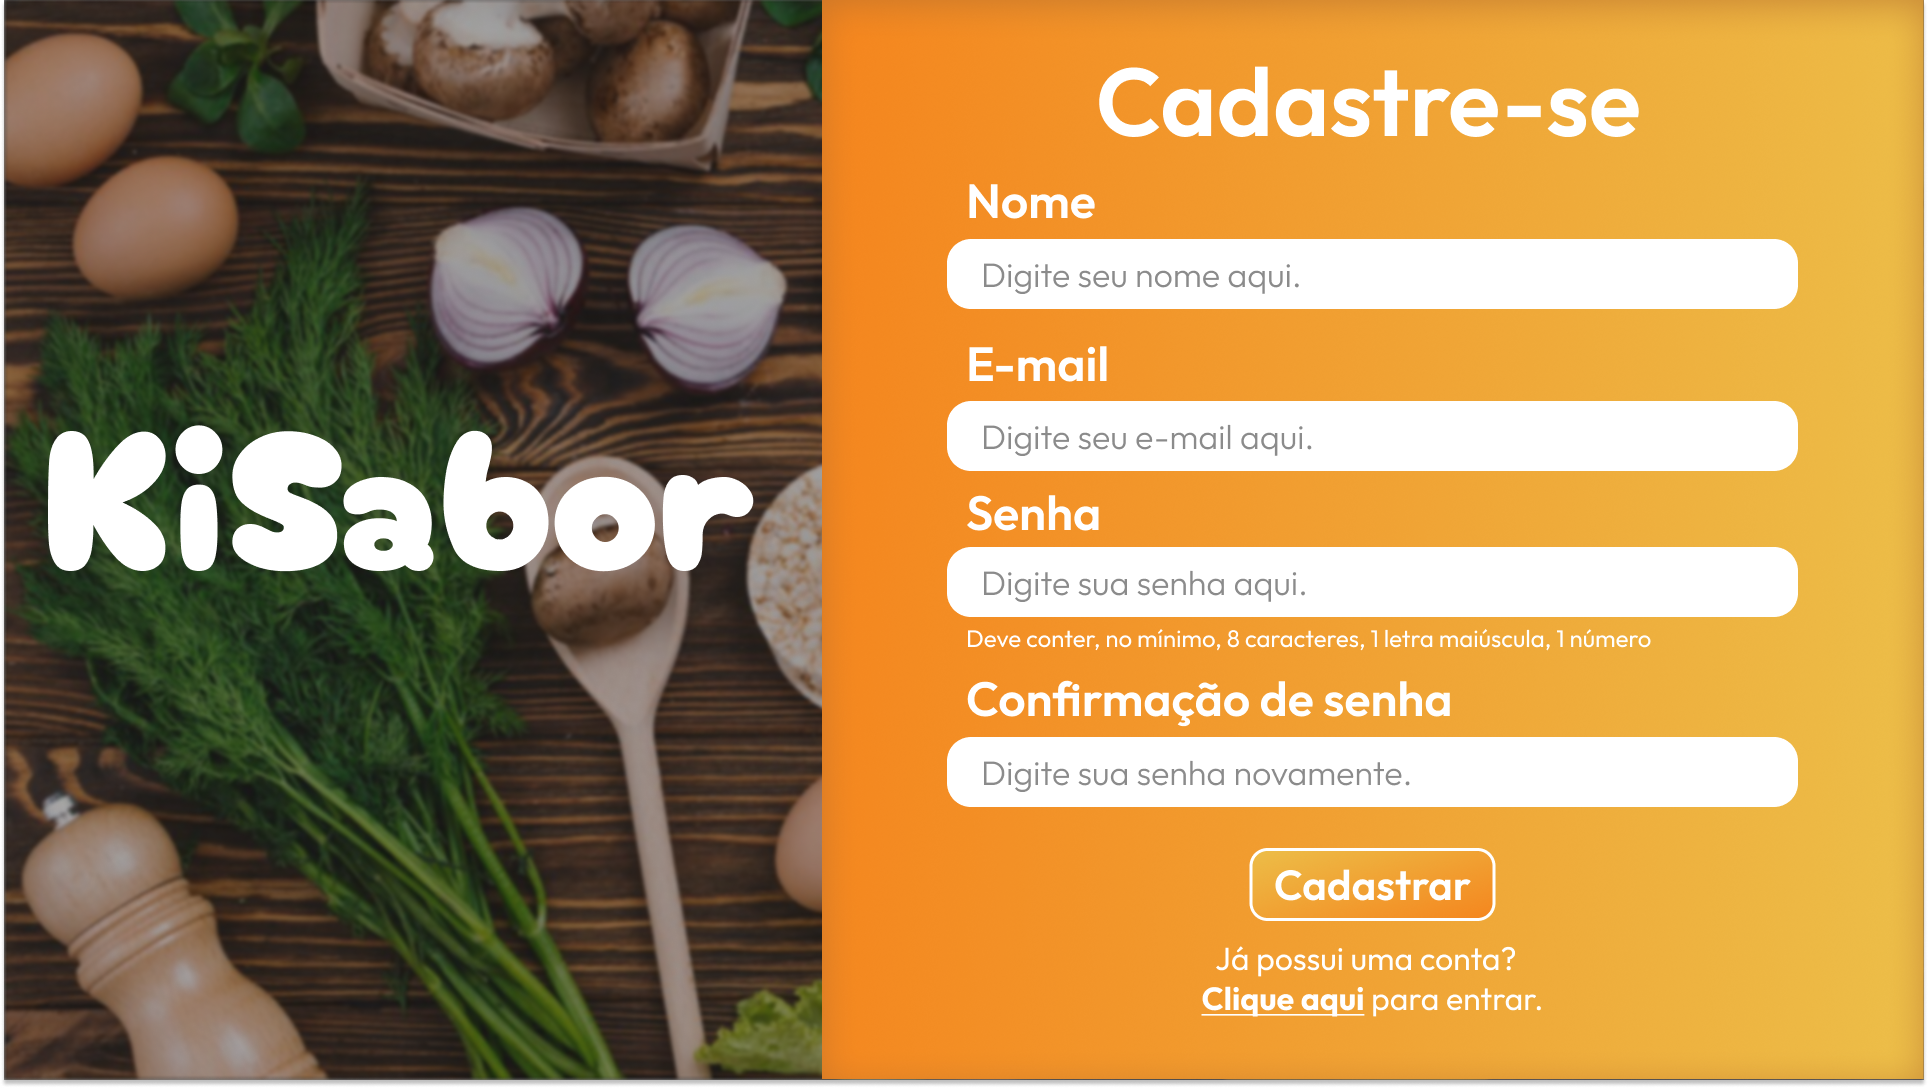 KiSabor
Cadastre-se
Nome
Digite seu nome aqui.
E-mail
Digite seu e-mail aqui.
Senha
Digite sua senha aqui.
Deve conter, no mínimo, 8 caracteres, 1 letra maiúscula, 1 número
Confirmação de senha
Digite sua senha novamente.
Cadastrar
Já possui uma conta?
Clique aqui para entrar.